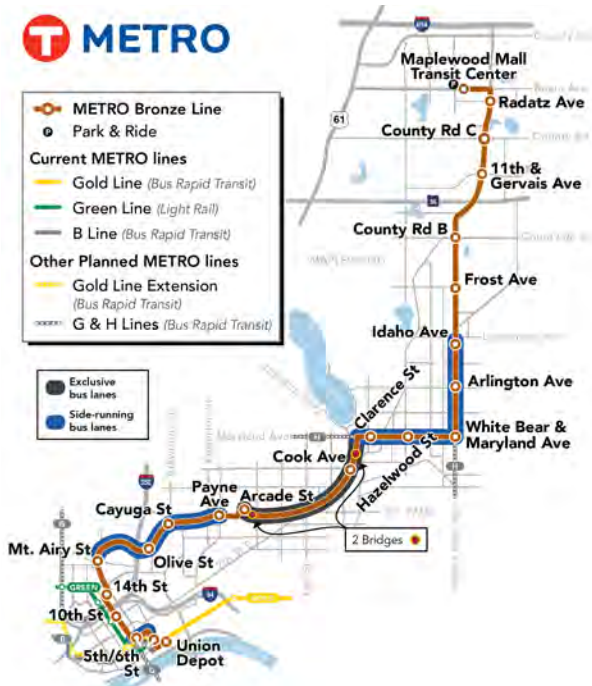 T METRO
METRO Bronze Line
P Park & Ride
Current METRO lines
Gold Line (Bus Rapid Transit)
Green Line (Light Rail)
B Line (Bus Rapid Transit)
Other Planned METRO lines
Gold Line Extension
(Bus Rapid Transit)
G & H Lines (Bus Rapid Transit)
Exclusive
bus lanes
Side-running
bus lanes
Maplewood Mall
Transit Center
P
Radatz Ave
61
County Rd C
11th &
Gervais Ave
36
County Rd B
Frost Ave
Idaho Ave
Arlington Ave
Clarence St
White Bear &
Maryland Ave
Maryland Ave
H
H
Hazelwood St
Cook Ave
Arcade St
Payne
Ave
Cayuga St
2 Bridges
Olive St
Mt. Airy St
14th St
GREEN
10th St
94
5th/6th
St
Union
Depot
G
B
G